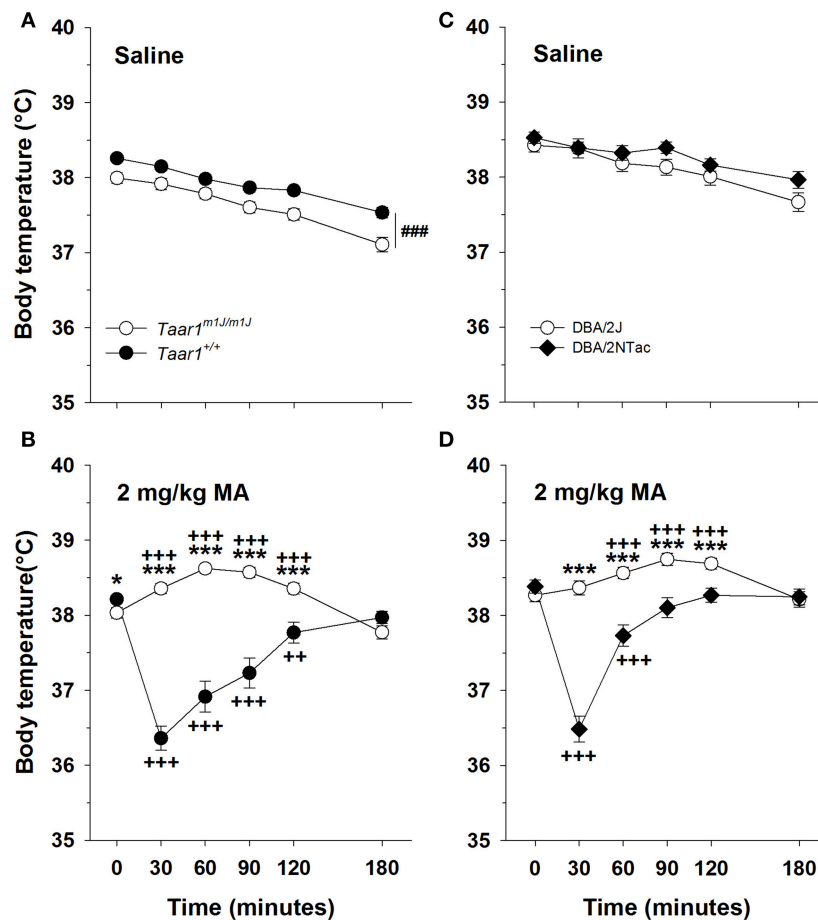 A
Saline
40
39
38
37
36
35
Body temperature (°C)
###
Taar1^m1J/m1J
Taar1^+/+
C
Saline
40
39
38
37
36
35
DBA/2J
DBA/2NTac
B
2 mg/kg MA
40
39
38
37
36
35
Body temperature(°C)
*
+++ +++ +++ +++
*** *** *** ***
+++ +++ +++ ++
0 30 60 90 120 180
Time (minutes)
D
2 mg/kg MA
40
39
38
37
36
35
+++ +++ +++
*** *** *** ***
+++ +++
0 30 60 90 120 180
Time (minutes)